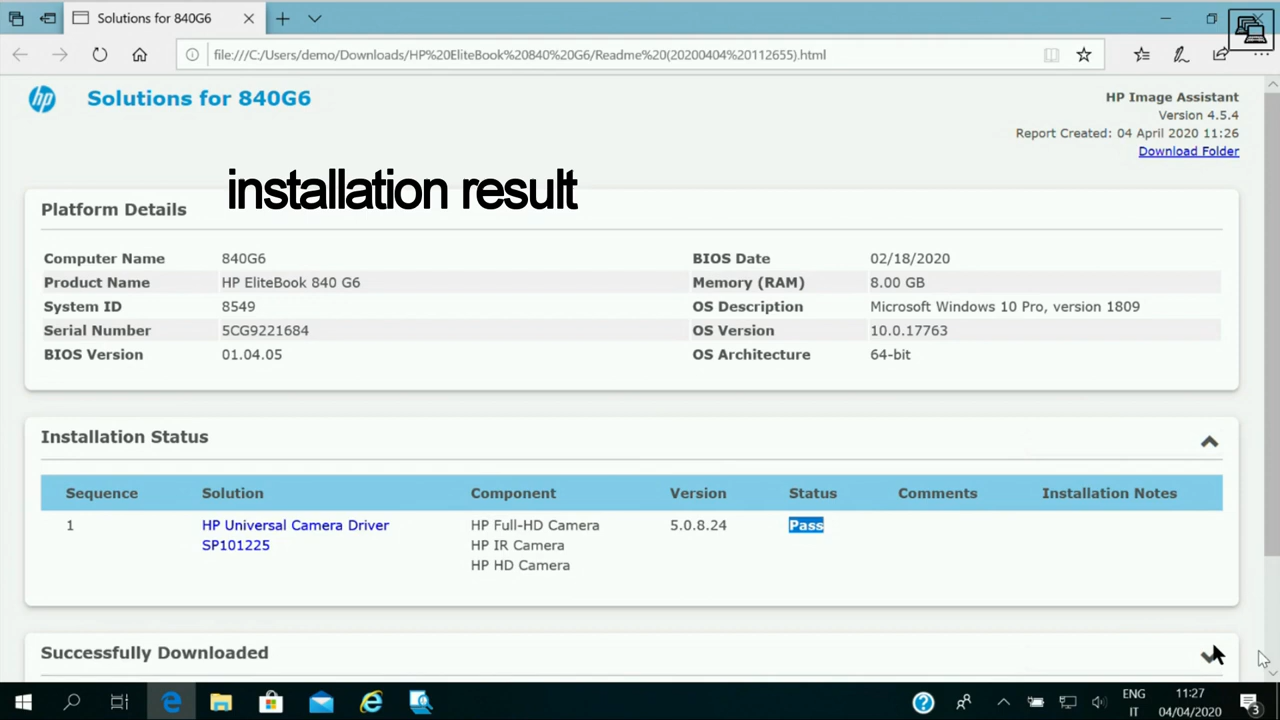 Solutions for 840G6
file:///C:/Users/demo/Downloads/HP%20EliteBook%20840%20G6/Readme%20(20200404%20112655).html
hp Solutions for 840G6
HP Image Assistant
Version 4.5.4
Report Created: 04 April 2020 11:26
Download Folder
installation result
Platform Details
Computer Name 840G6 BIOS Date 02/18/2020
Product Name HP EliteBook 840 G6 Memory (RAM) 8.00 GB
System ID 8549 OS Description Microsoft Windows 10 Pro, version 1809
Serial Number 5CG9221684 OS Version 10.0.17763
BIOS Version 01.04.05 OS Architecture 64-bit
Installation Status
Sequence Solution Component Version Status Comments Installation Notes
1 HP Universal Camera Driver HP Full-HD Camera 5.0.8.24 Pass
SP101225 HP IR Camera
HP HD Camera
Successfully Downloaded
ENG 11:27
IT 04/04/2020 3